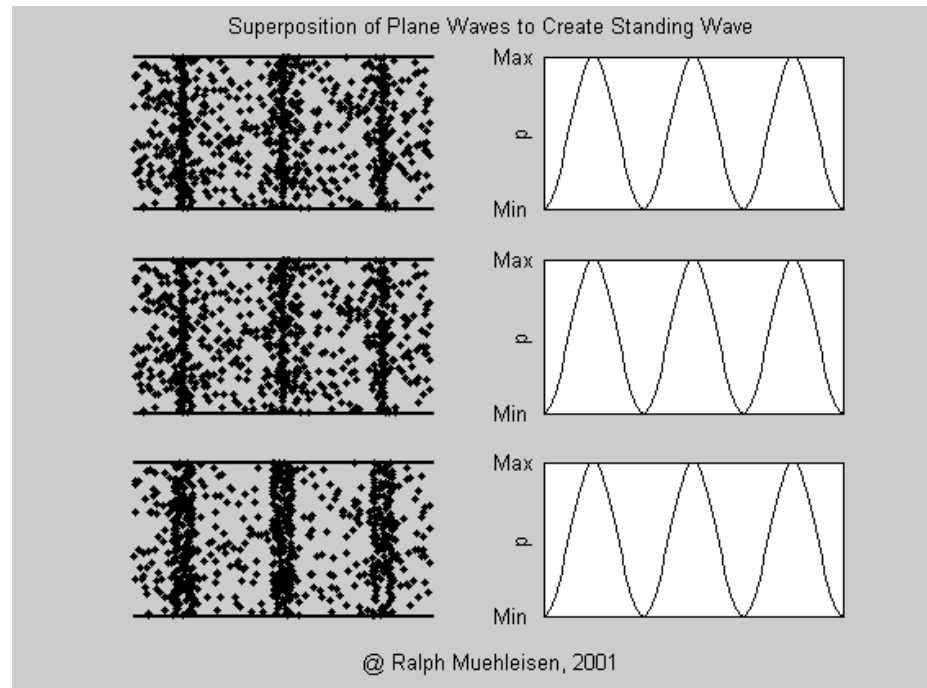 Superposition of Plane Waves to Create Standing Wave
Max
p
Min
Max
p
Min
Max
p
Min
@ Ralph Muehleisen, 2001